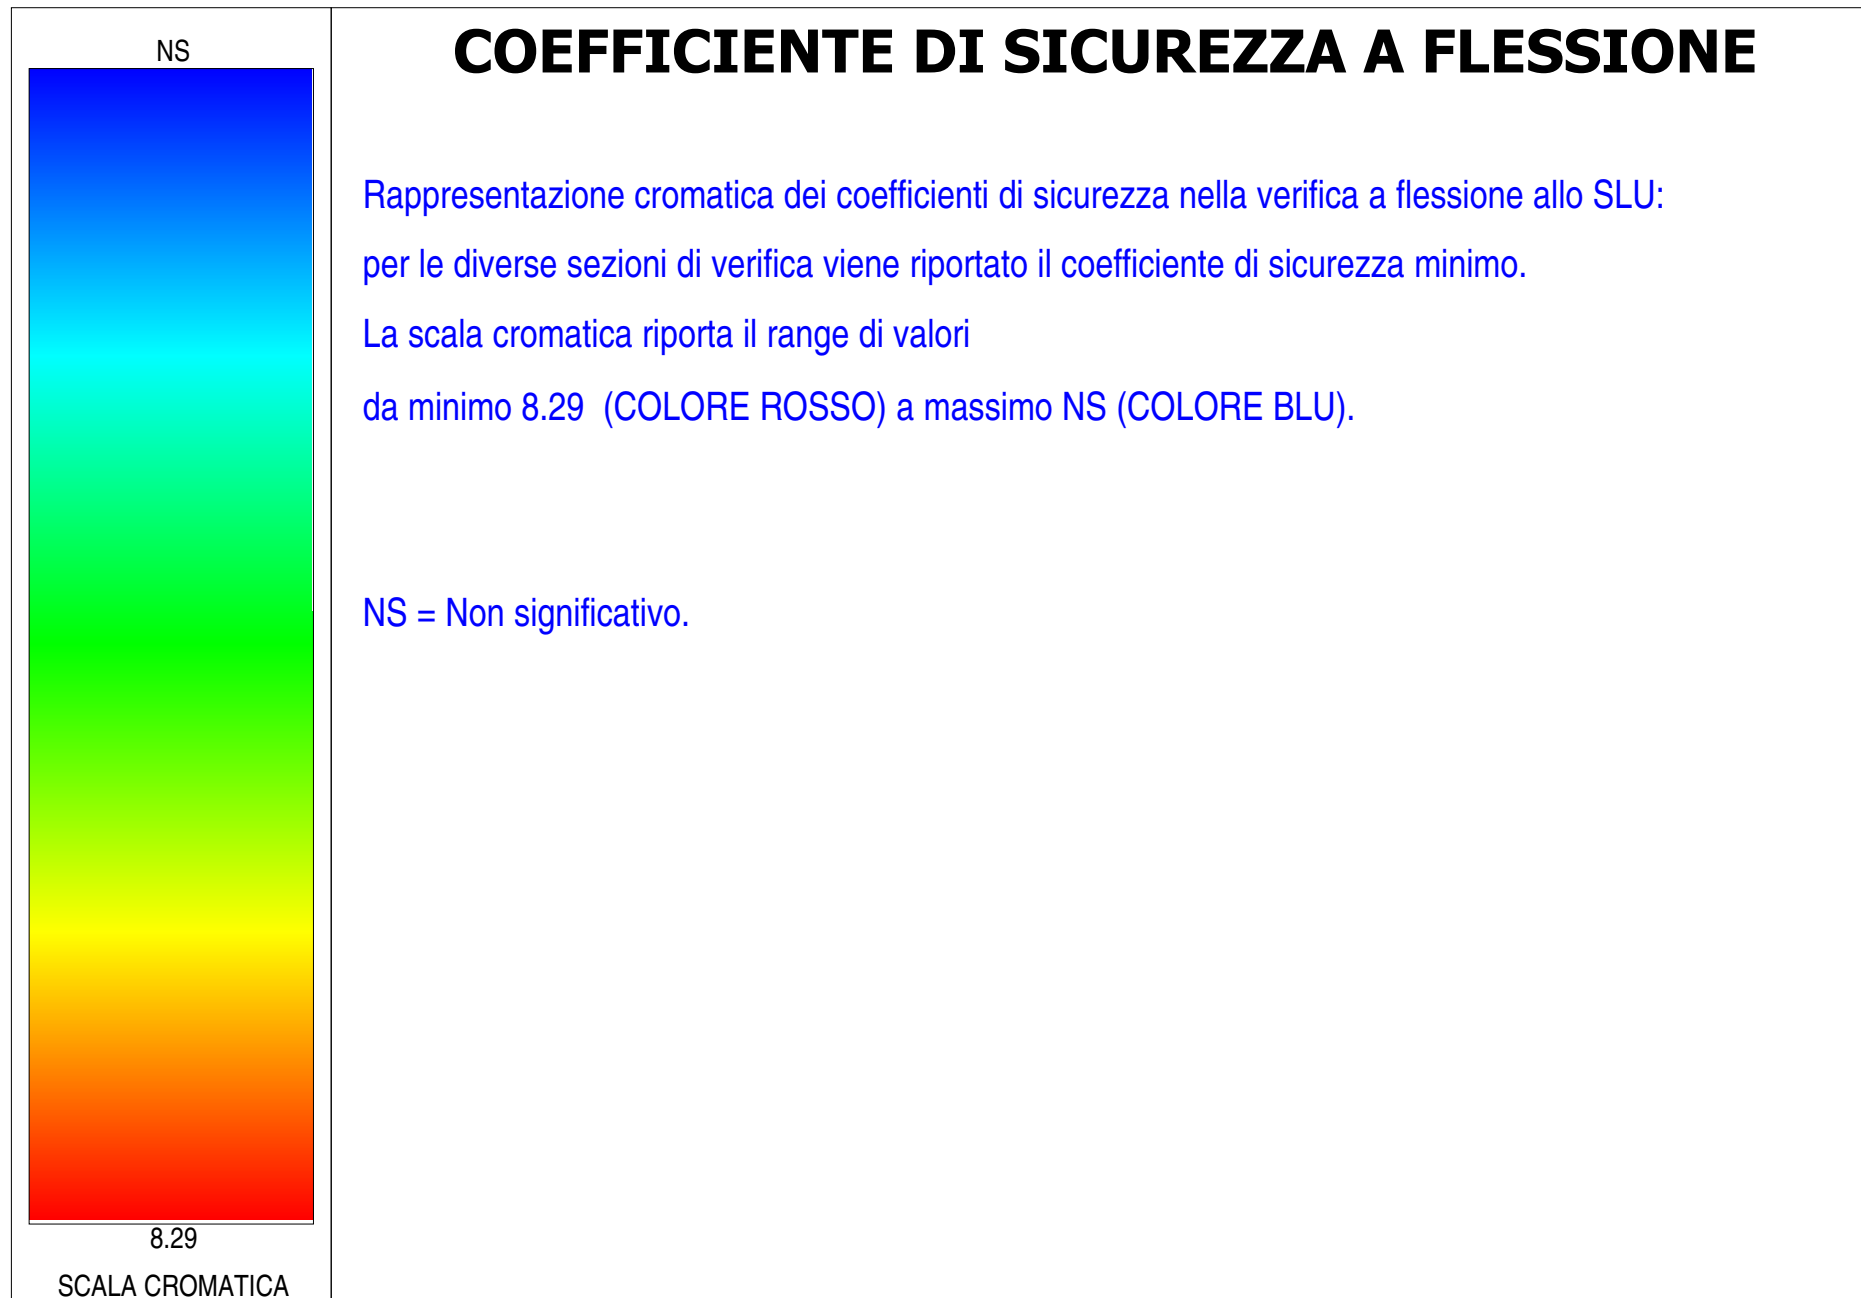 NS
8.29
SCALA CROMATICA
COEFFICIENTE DI SICUREZZA A FLESSIONE
Rappresentazione cromatica dei coefficienti di sicurezza nella verifica a flessione allo SLU:
per le diverse sezioni di verifica viene riportato il coefficiente di sicurezza minimo.
La scala cromatica riporta il range di valori
da minimo 8.29 (COLORE ROSSO) a massimo NS (COLORE BLU).
NS = Non significativo.